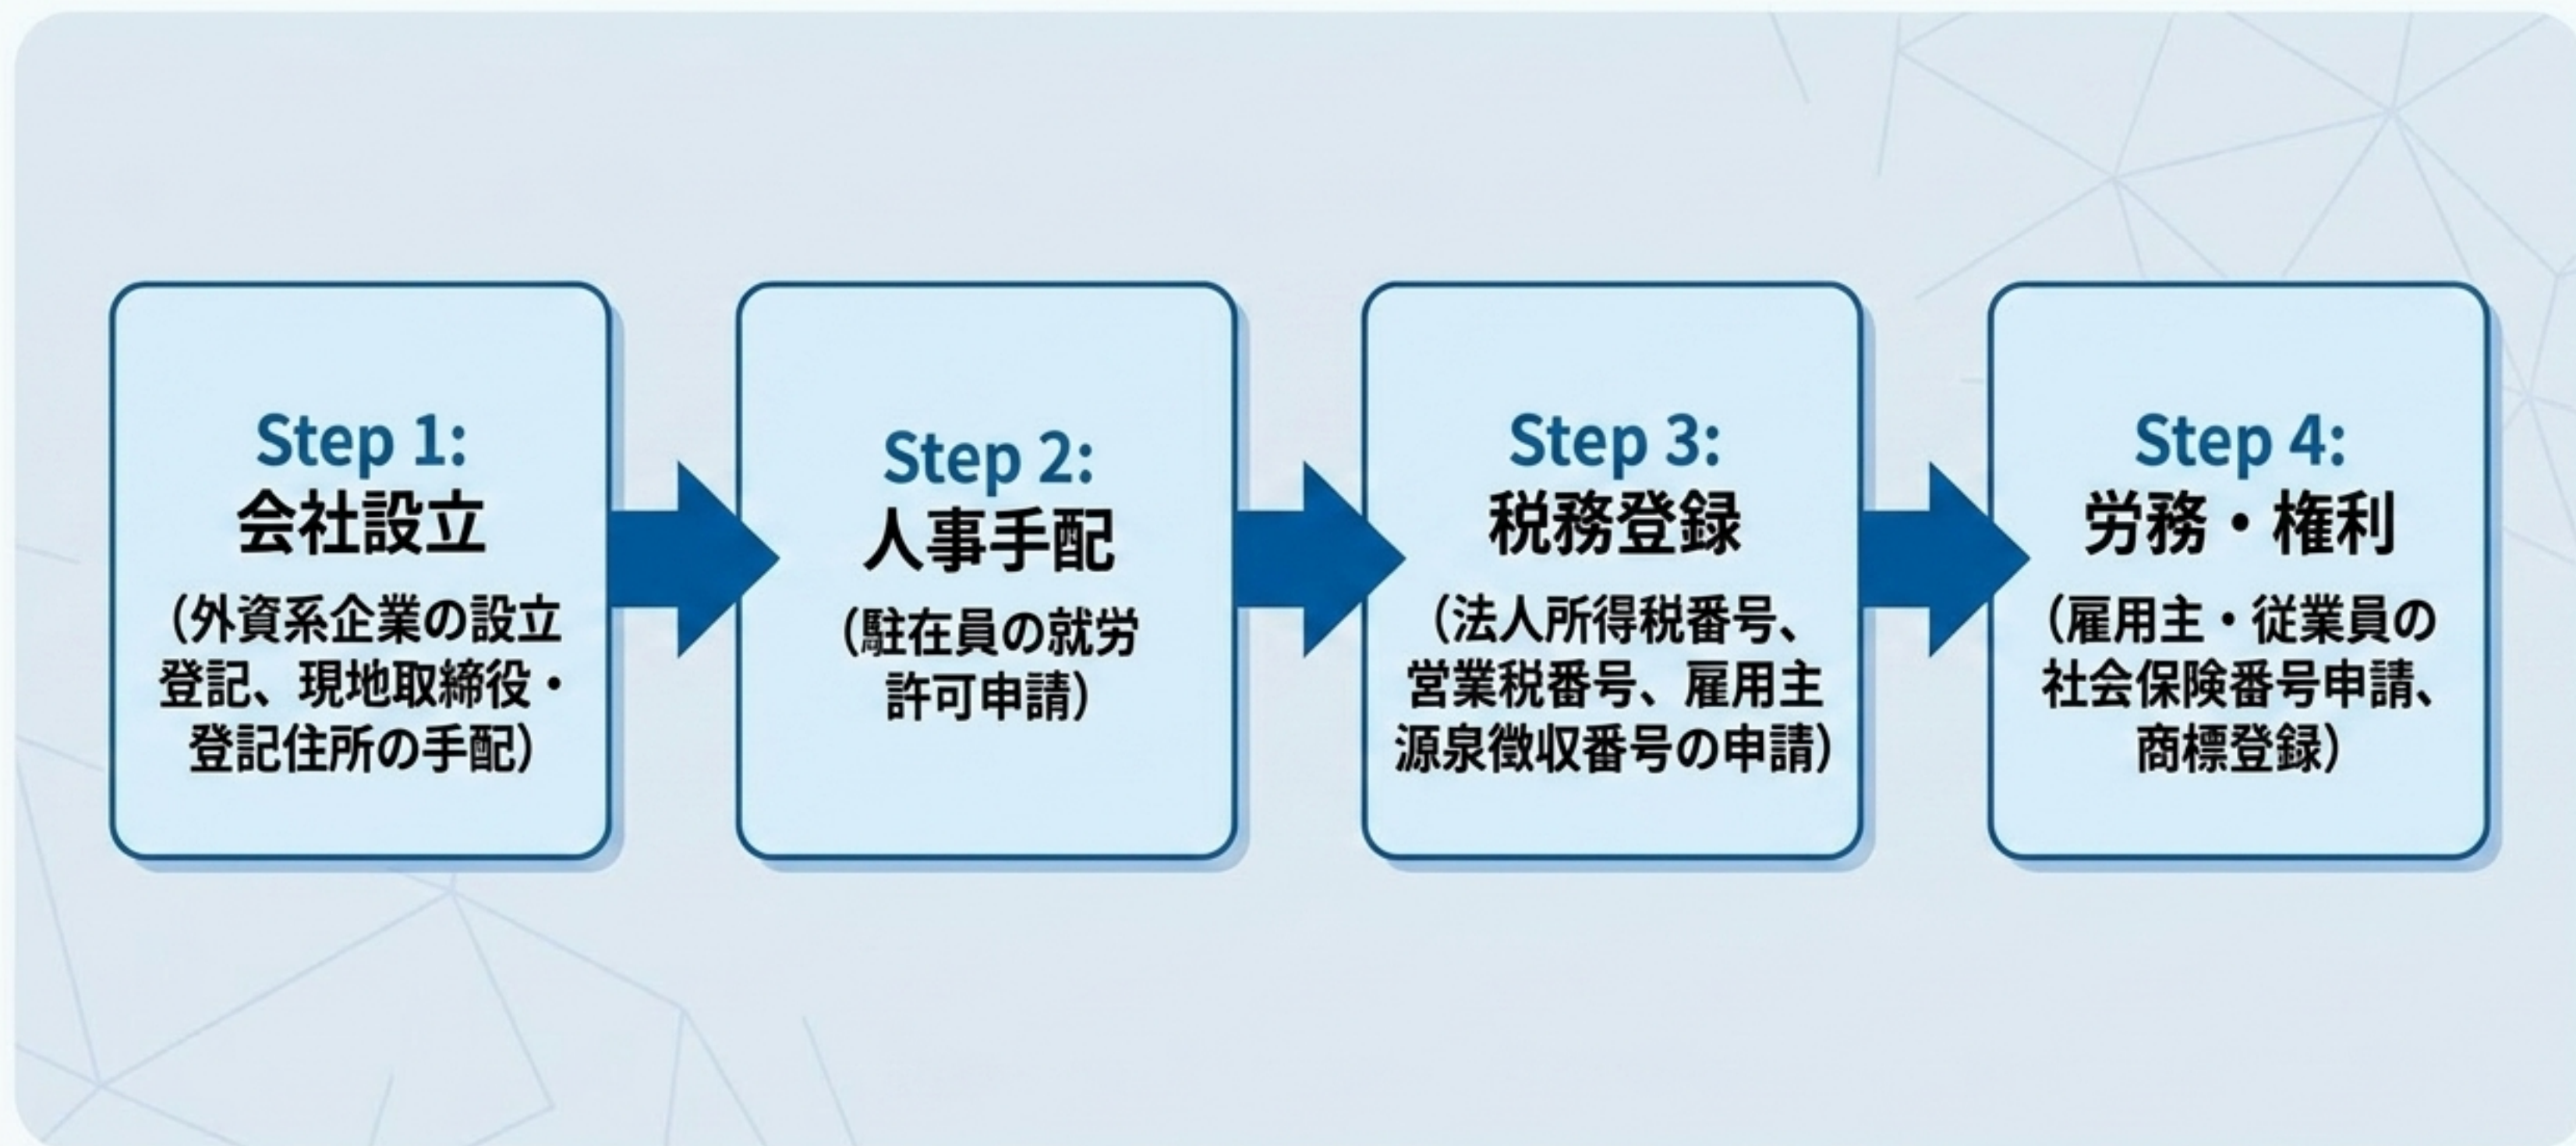 Step 1:
会社設立
（外資系企業の設立
登記、現地取締役・
登記住所の手配）
Step 2:
人事手配
（駐在員の就労
許可申請）
Step 3:
税務登録
（法人所得税番号、
営業税番号、雇用主
源泉徴収番号の申請）
Step 4:
労務・権利
（雇用主・従業員の
社会保険番号申請、
商標登録）